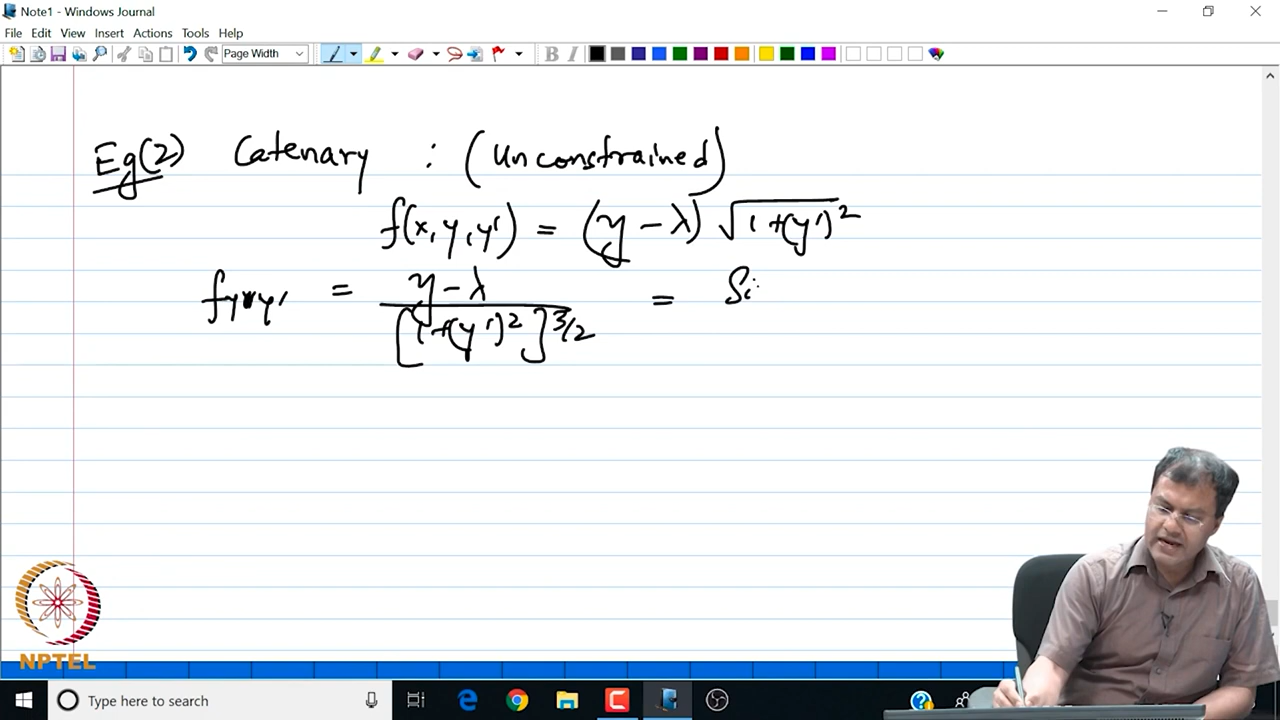 Note1 - Windows Journal
File Edit View Insert Actions Tools Help
Page Width
B I
Eg(2) Catenary : (Unconstrained)
f(x, y, y') = (y - λ) √1+(y')²
fy'y' = y - λ / [1+(y')²]^3/2 = Si
NPTEL
Type here to search